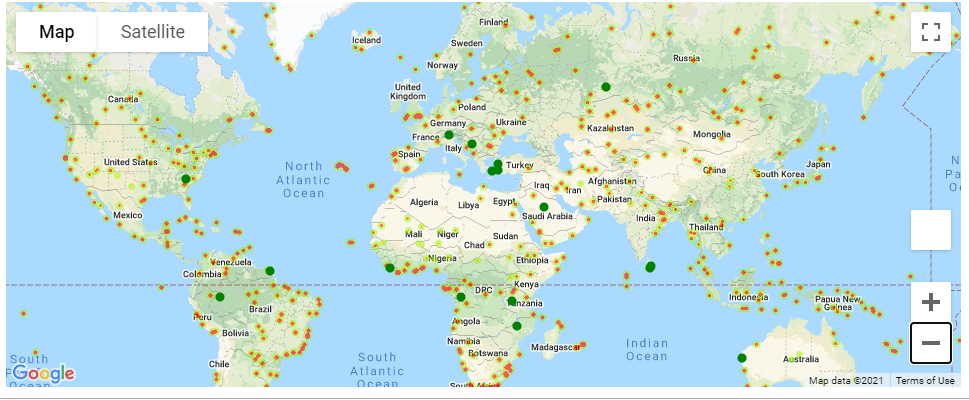 Map Satellite
Iceland
Finland
Sweden
Norway
Russia
United
Kingdom
Canada
Poland
Germany
Ukraine
France
Kazakhstan
Mongolia
Italy
Spain
United States
North
Atlantic
Ocean
Turkey
Japan
China
South Korea
Iraq
Iran
Afghanistan
Pakistan
Algeria
Libya
Egypt
Saudi Arabia
Mexico
India
Thailand
Mali
Niger
Sudan
Chad
Nigeria
Ethiopia
Venezuela
Colombia
Kenya
DRC
Tanzania
Indonesia
Papua New
Guinea
Brazil
Peru
Angola
Bolivia
Namibia
Botswana
Madagascar
Indian
Ocean
Chile
South
Atlantic
Ocean
Australia
South
Google
Map data ©2021 Terms of Use